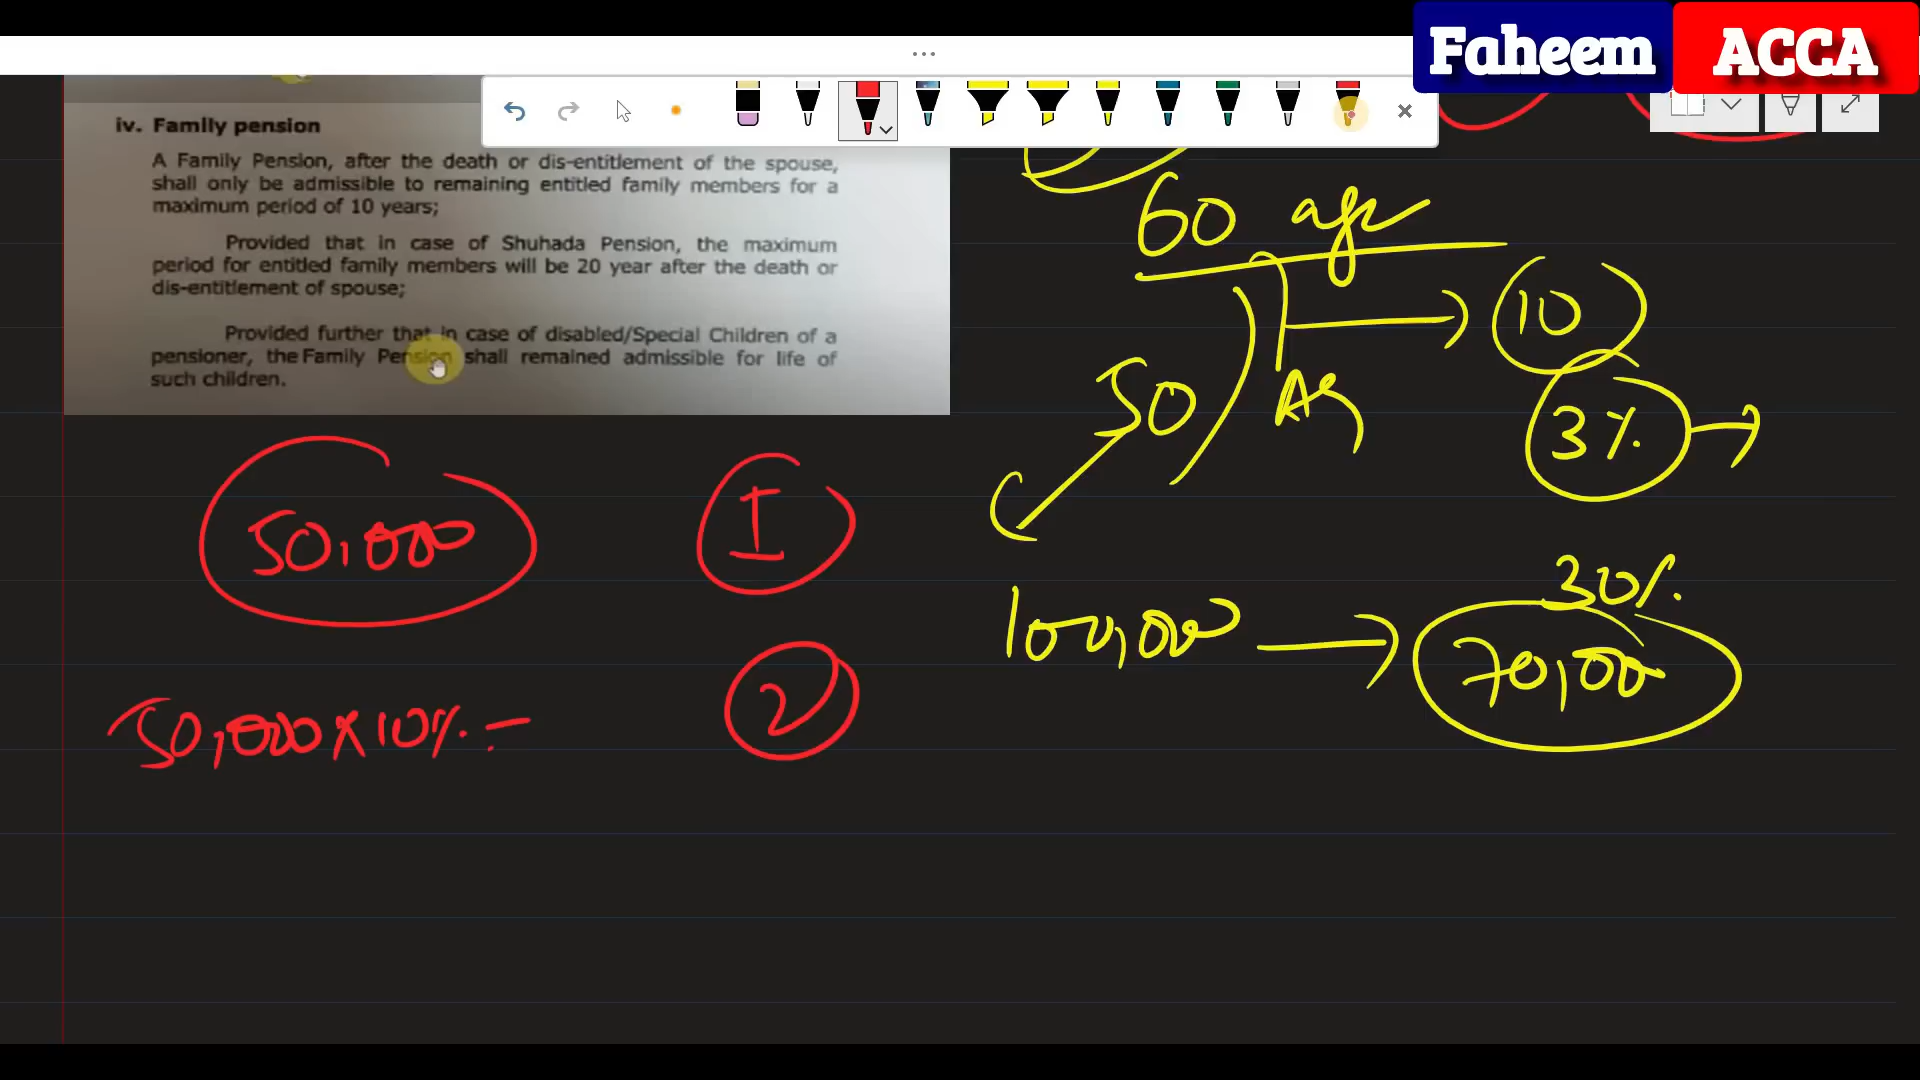 Faheem ACCA
iv. Family pension
A Family Pension, after the death or dis-entitlement of the spouse,
shall only be admissible to remaining entitled family members for a
maximum period of 10 years;
Provided that in case of Shuhada Pension, the maximum
period for entitled family members will be 20 year after the death or
dis-entitlement of spouse;
Provided further that in case of disabled/Special Children of a
pensioner, the Family Pension shall remained admissible for life of
such children.
50,000
I
50,000 x 10% =
2
60 age
10
50
3%
30%
100,000
70,00